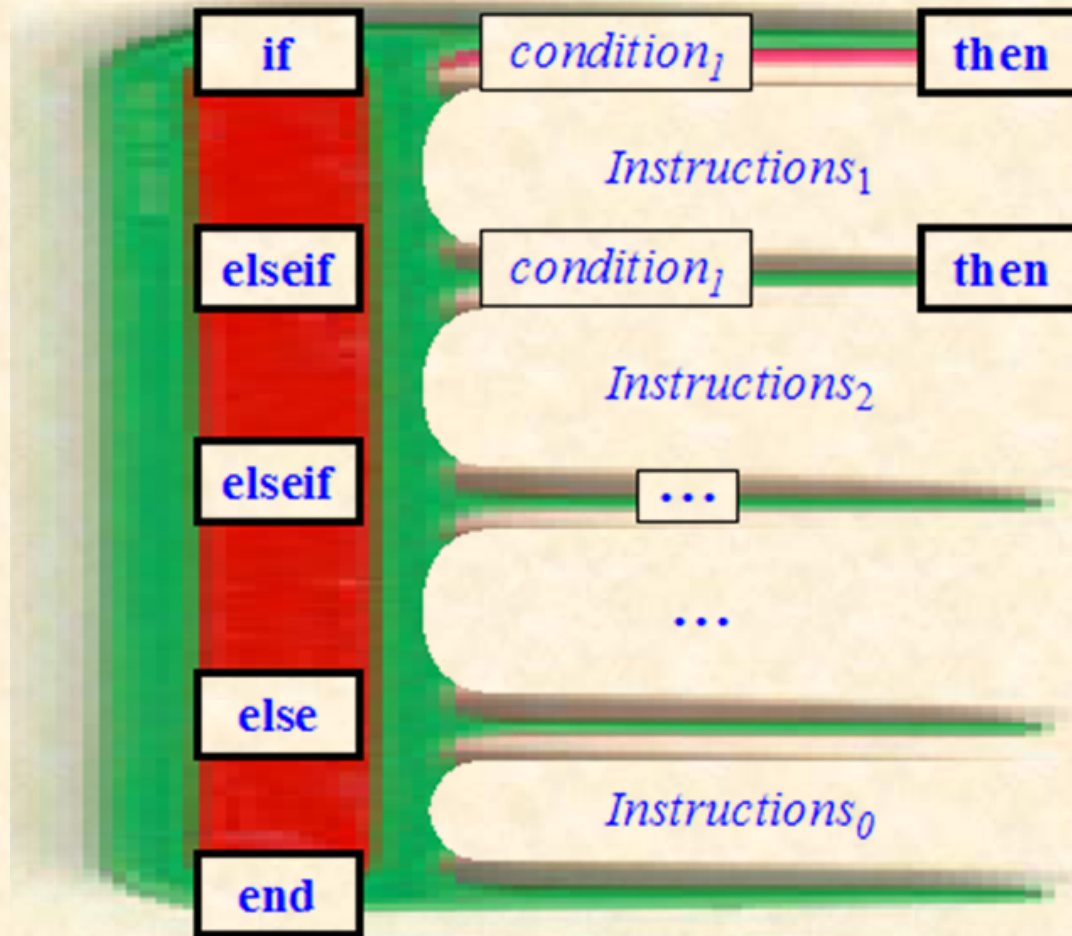 if condition₁ then
Instructions₁
elseif condition₁ then
Instructions₂
elseif ...
...
else
Instructions₀
end